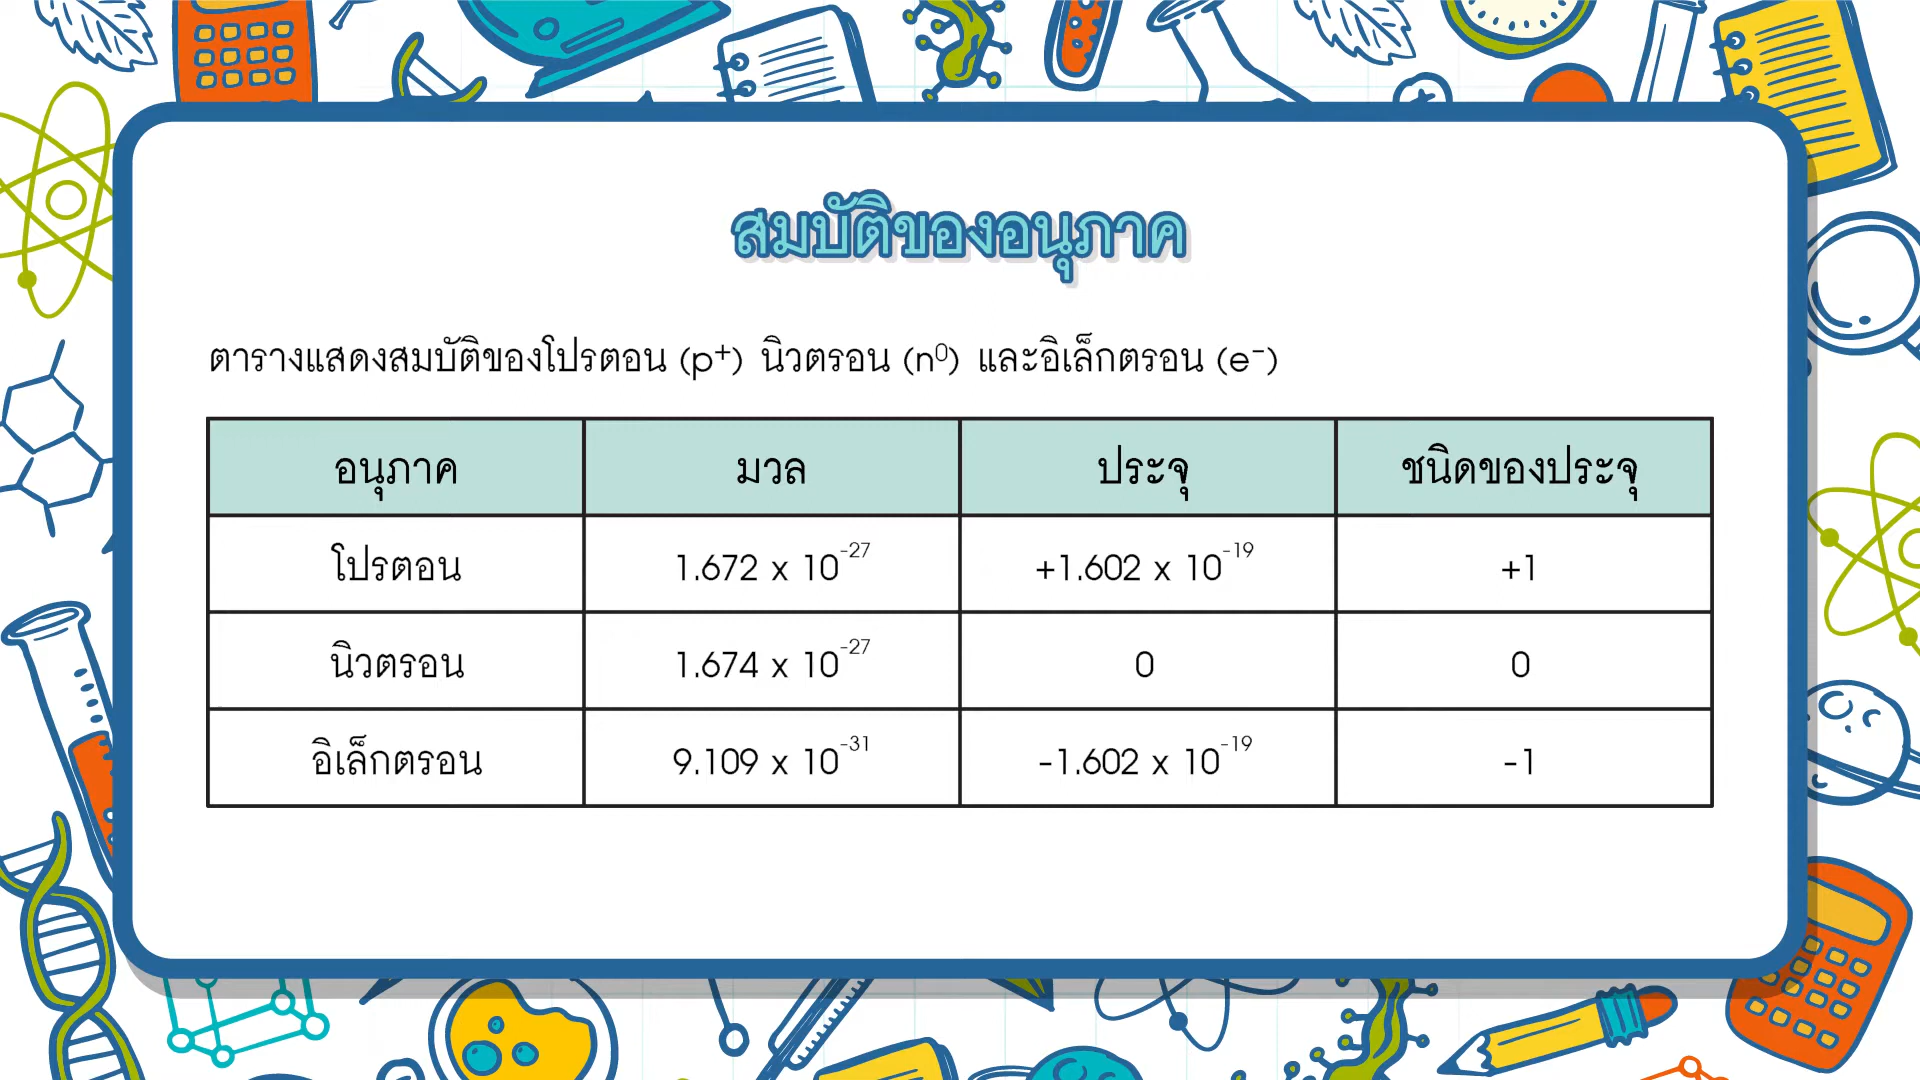 สมบัติของอนุภาค
ตารางแสดงสมบัติของโปรตอน (p⁺) นิวตรอน (n⁰) และอิเล็กตรอน (e⁻)
อนุภาค มวล ประจุ ชนิดของประจุ
โปรตอน 1.672 x 10⁻²⁷ +1.602 x 10⁻¹⁹ +1
นิวตรอน 1.674 x 10⁻²⁷ 0 0
อิเล็กตรอน 9.109 x 10⁻³¹ -1.602 x 10⁻¹⁹ -1